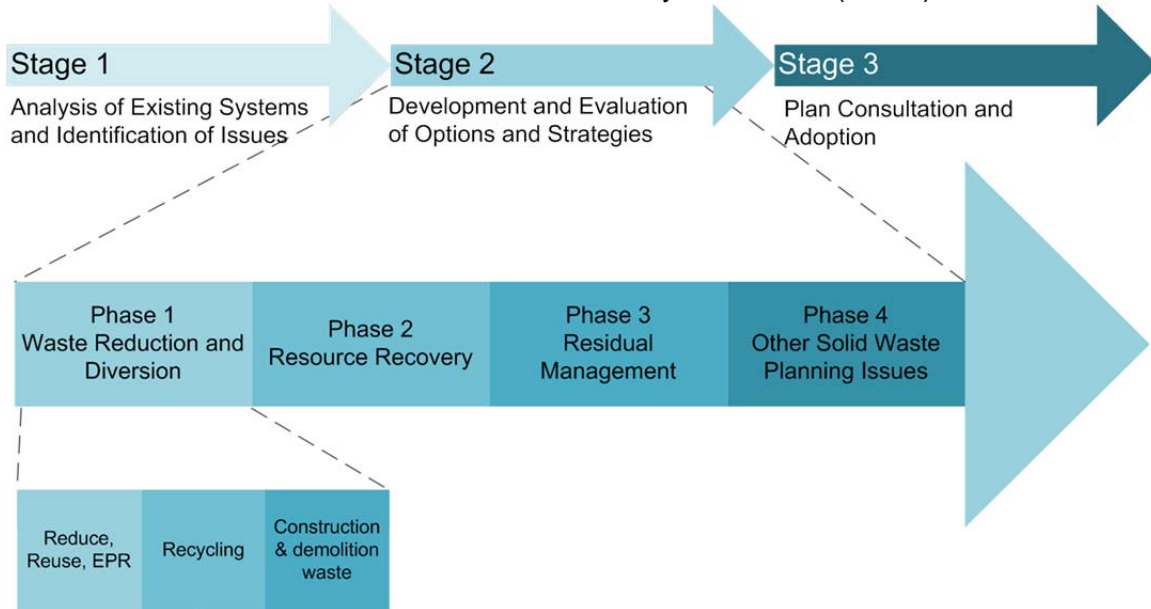 Stage 1
Analysis of Existing Systems
and Identification of Issues
Stage 2
Development and Evaluation
of Options and Strategies
Stage 3
Plan Consultation and
Adoption
Phase 1
Waste Reduction and
Diversion
Phase 2
Resource Recovery
Phase 3
Residual
Management
Phase 4
Other Solid Waste
Planning Issues
Reduce,
Reuse, EPR
Recycling
Construction
& demolition
waste